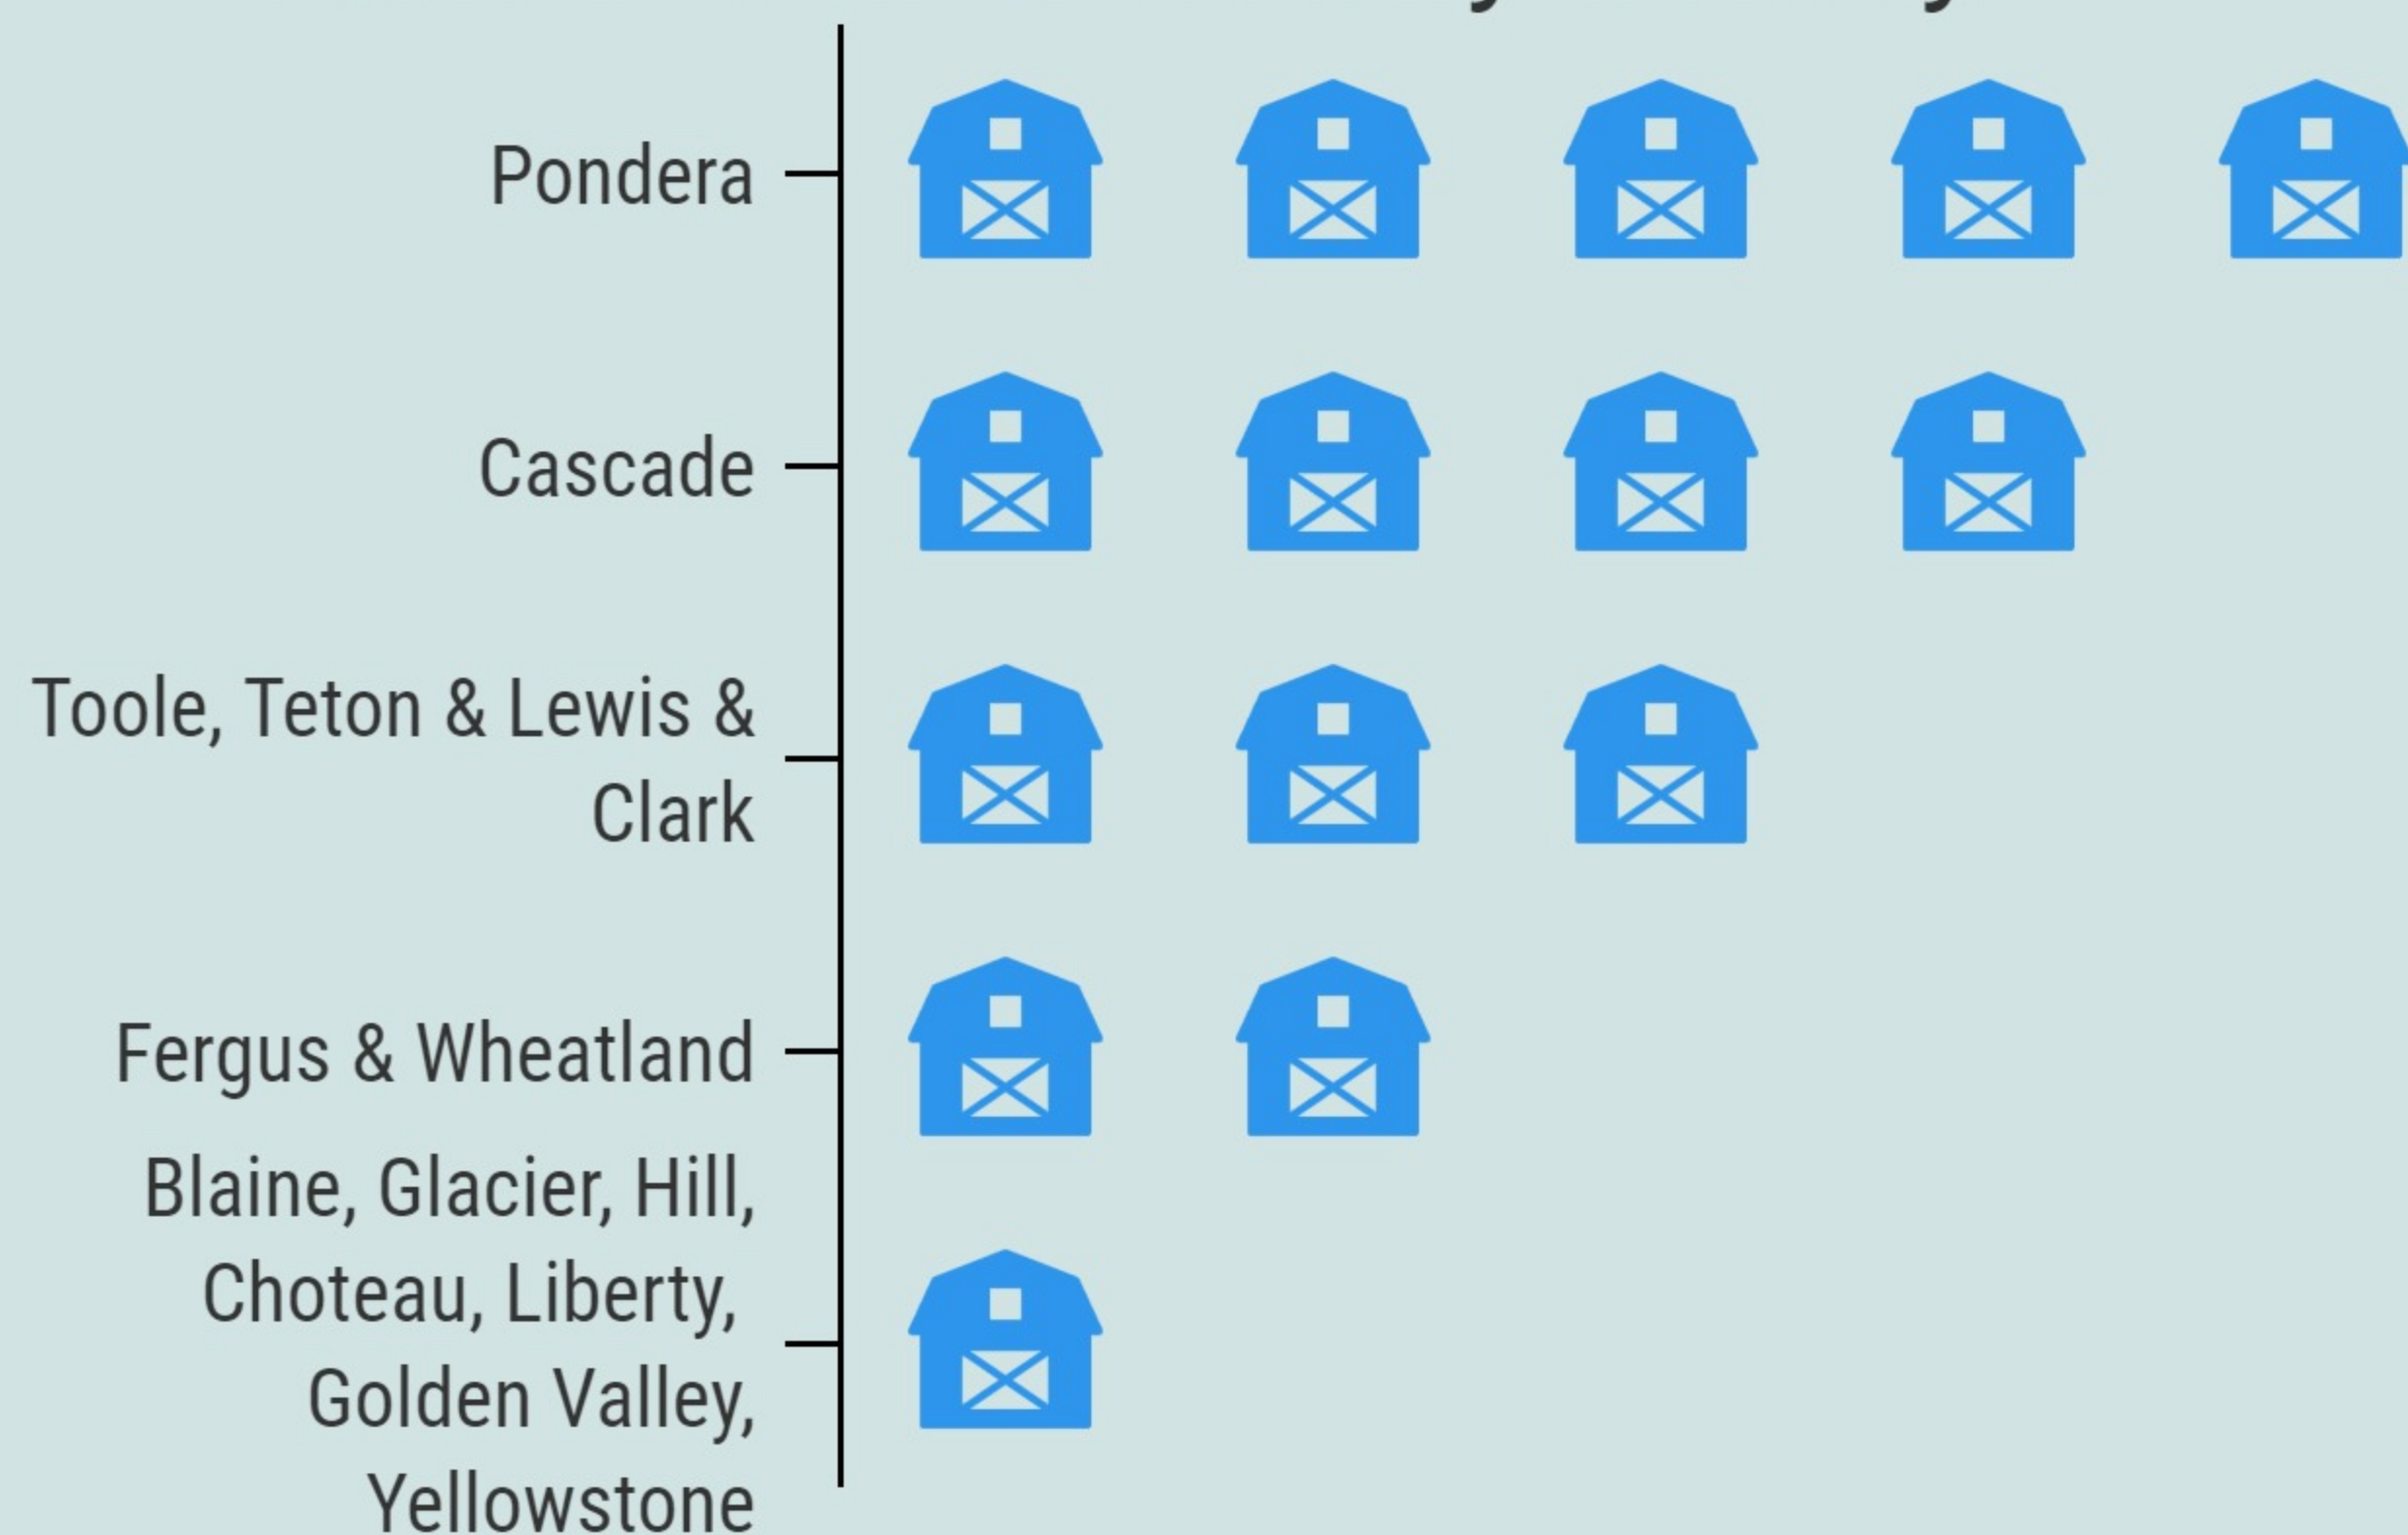 Pondera
Cascade
Toole, Teton & Lewis &
Clark
Fergus & Wheatland
Blaine, Glacier, Hill,
Choteau, Liberty,
Golden Valley,
Yellowstone